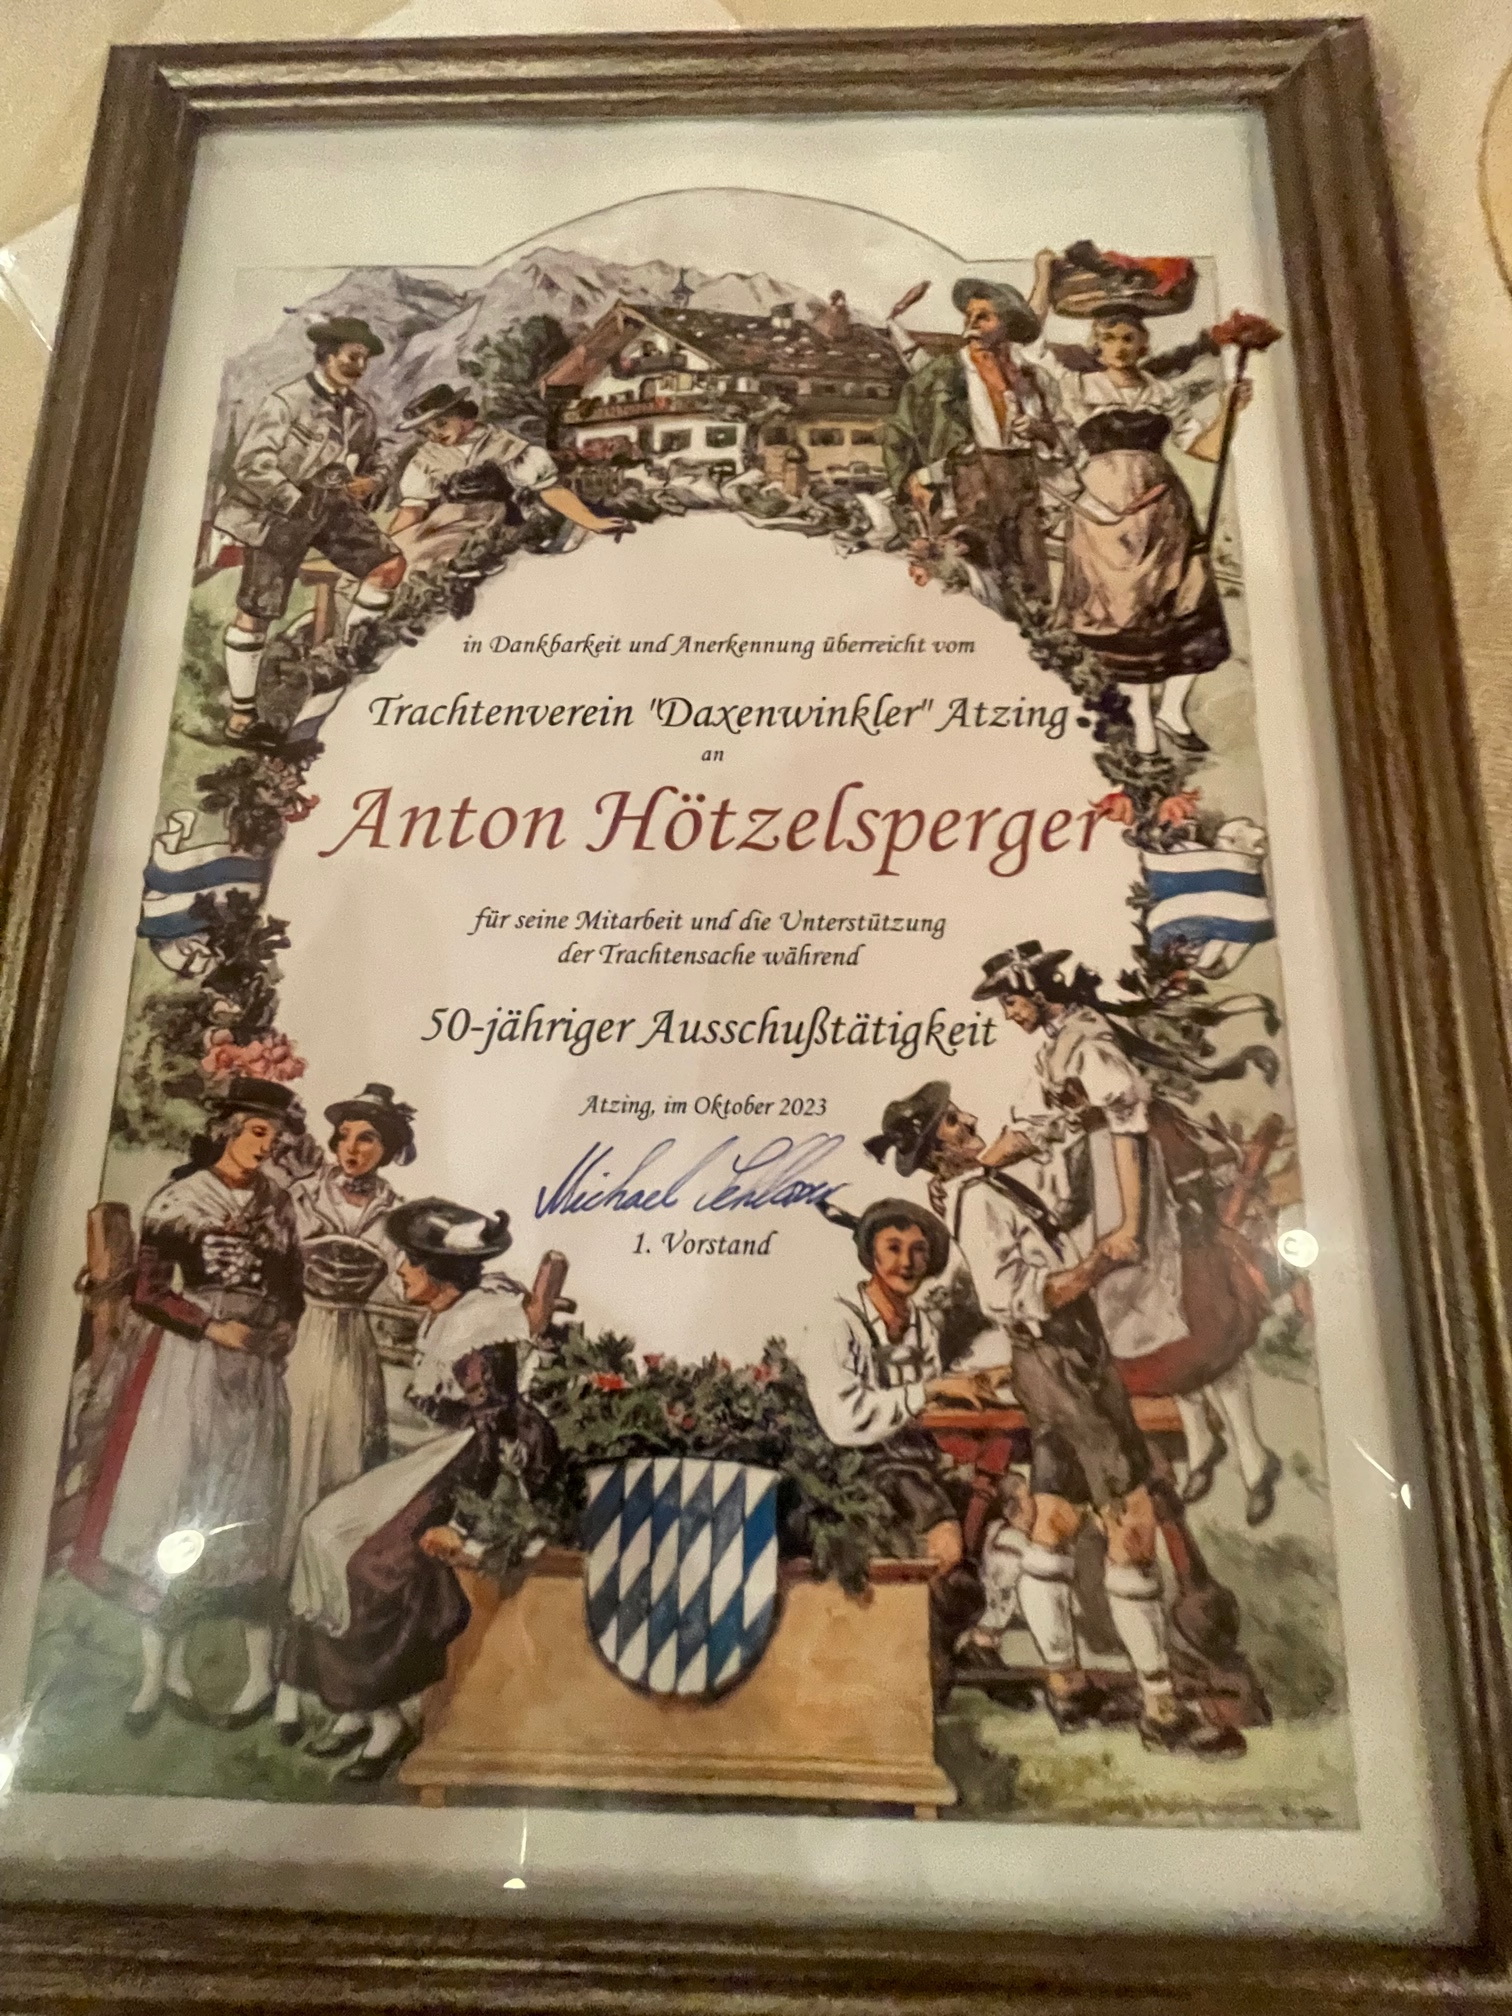 in Dankbarkeit und Anerkennung überreicht vom
Trachtenverein "Daxenwinkler" Atzing
an
Anton Hötzelsperger
für seine Mitarbeit und die Unterstützung
der Trachtensache während
50-jähriger Ausschußtätigkeit
Atzing, im Oktober 2023
Michael
1. Vorstand